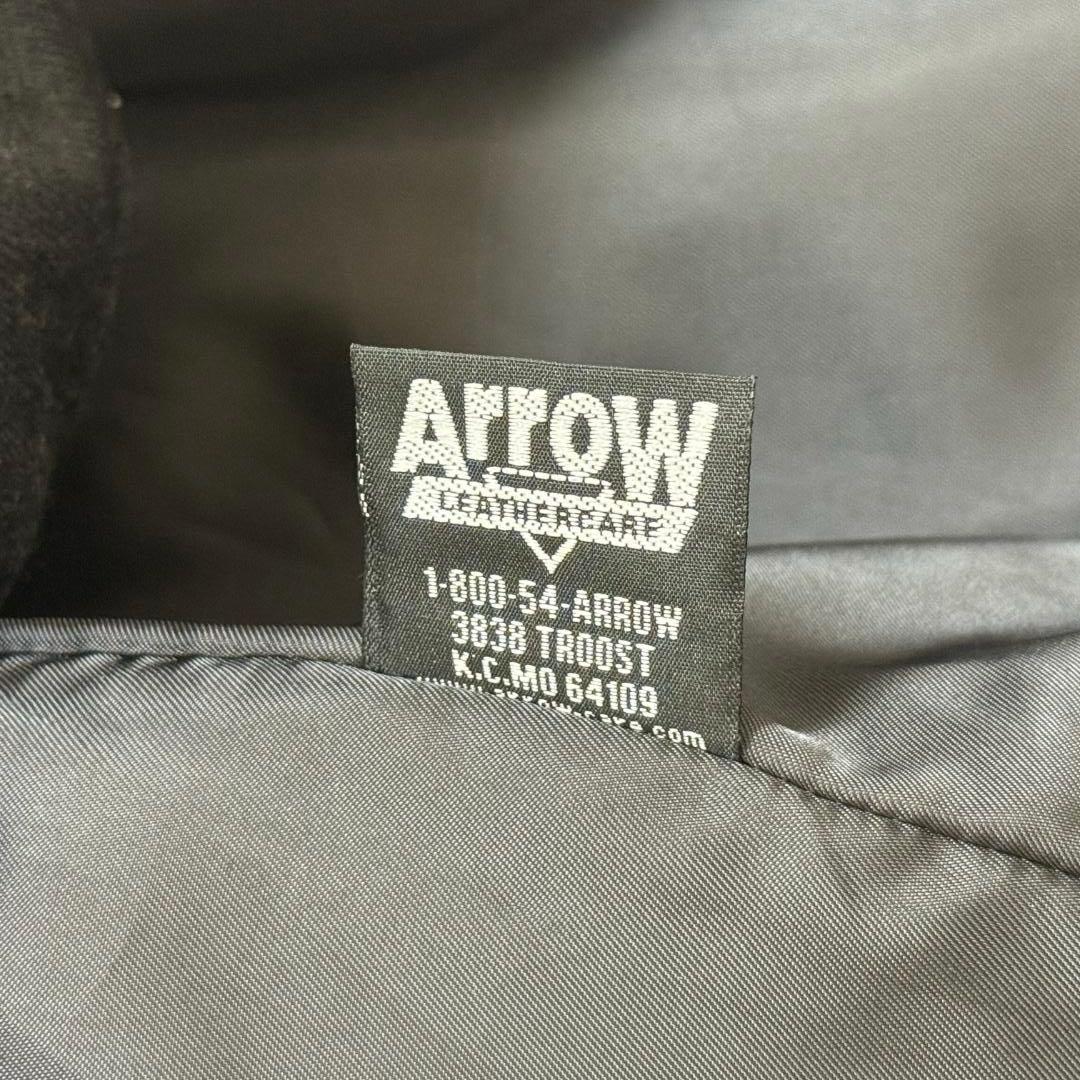 Arrow
LEATHERCARE
1-800-54-ARROW
3838 TROOST
K.C.MO 64109